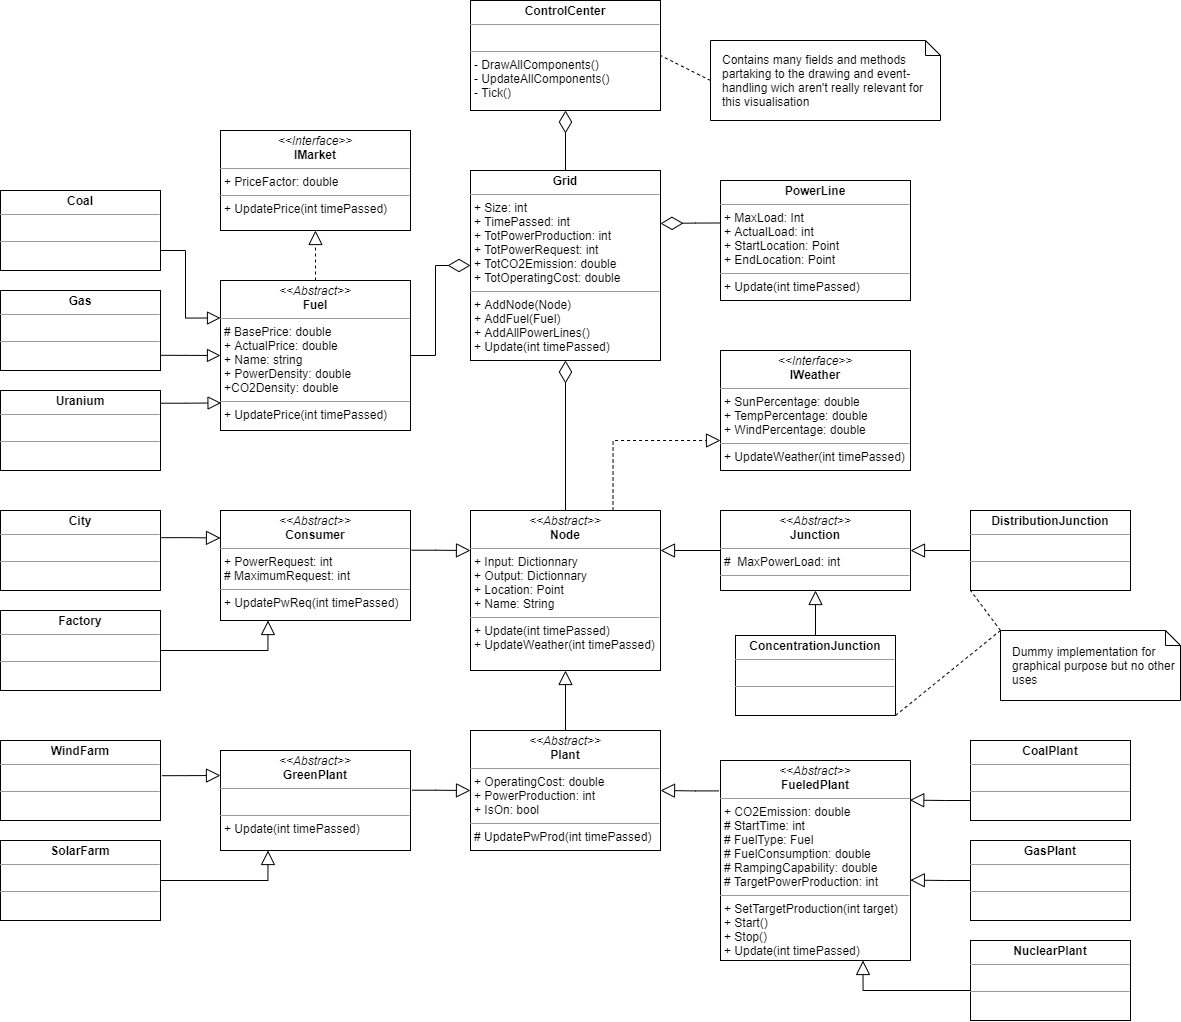 ControlCenter
- DrawAllComponents()
- UpdateAllComponents()
- Tick()
Contains many fields and methods
partaking to the drawing and event-
handling wich aren't really relevant for
this visualisation
<<Interface>>
IMarket
+ PriceFactor: double
+ UpdatePrice(int timePassed)
Grid
+ Size: int
+ TimePassed: int
+ TotPowerProduction: int
+ TotPowerRequest: int
+ TotCO2Emission: double
+ TotOperatingCost: double
+ AddNode(Node)
+ AddFuel(Fuel)
+ AddAllPowerLines()
+ Update(int timePassed)
PowerLine
+ MaxLoad: Int
+ ActualLoad: int
+ StartLocation: Point
+ EndLocation: Point
+ Update(int timePassed)
Coal
Gas
Uranium
<<Abstract>>
Fuel
# BasePrice: double
+ ActualPrice: double
+ Name: string
+ PowerDensity: double
+CO2Density: double
+ UpdatePrice(int timePassed)
<<Interface>>
IWeather
+ SunPercentage: double
+ TempPercentage: double
+ WindPercentage: double
+ UpdateWeather(int timePassed)
City
Factory
<<Abstract>>
Consumer
+ PowerRequest: int
# MaximumRequest: int
+ UpdatePwReq(int timePassed)
<<Abstract>>
Node
+ Input: Dictionnary
+ Output: Dictionnary
+ Location: Point
+ Name: String
+ Update(int timePassed)
+ UpdateWeather(int timePassed)
<<Abstract>>
Junction
# MaxPowerLoad: int
DistributionJunction
ConcentrationJunction
Dummy implementation for
graphical purpose but no other
uses
WindFarm
SolarFarm
<<Abstract>>
GreenPlant
+ Update(int timePassed)
<<Abstract>>
Plant
+ OperatingCost: double
+ PowerProduction: int
+ IsOn: bool
# UpdatePwProd(int timePassed)
<<Abstract>>
FueledPlant
+ CO2Emission: double
# StartTime: int
# FuelType: Fuel
# FuelConsumption: double
# RampingCapability: double
# TargetPowerProduction: int
+ SetTargetProduction(int target)
+ Start()
+ Stop()
+ Update(int timePassed)
CoalPlant
GasPlant
NuclearPlant